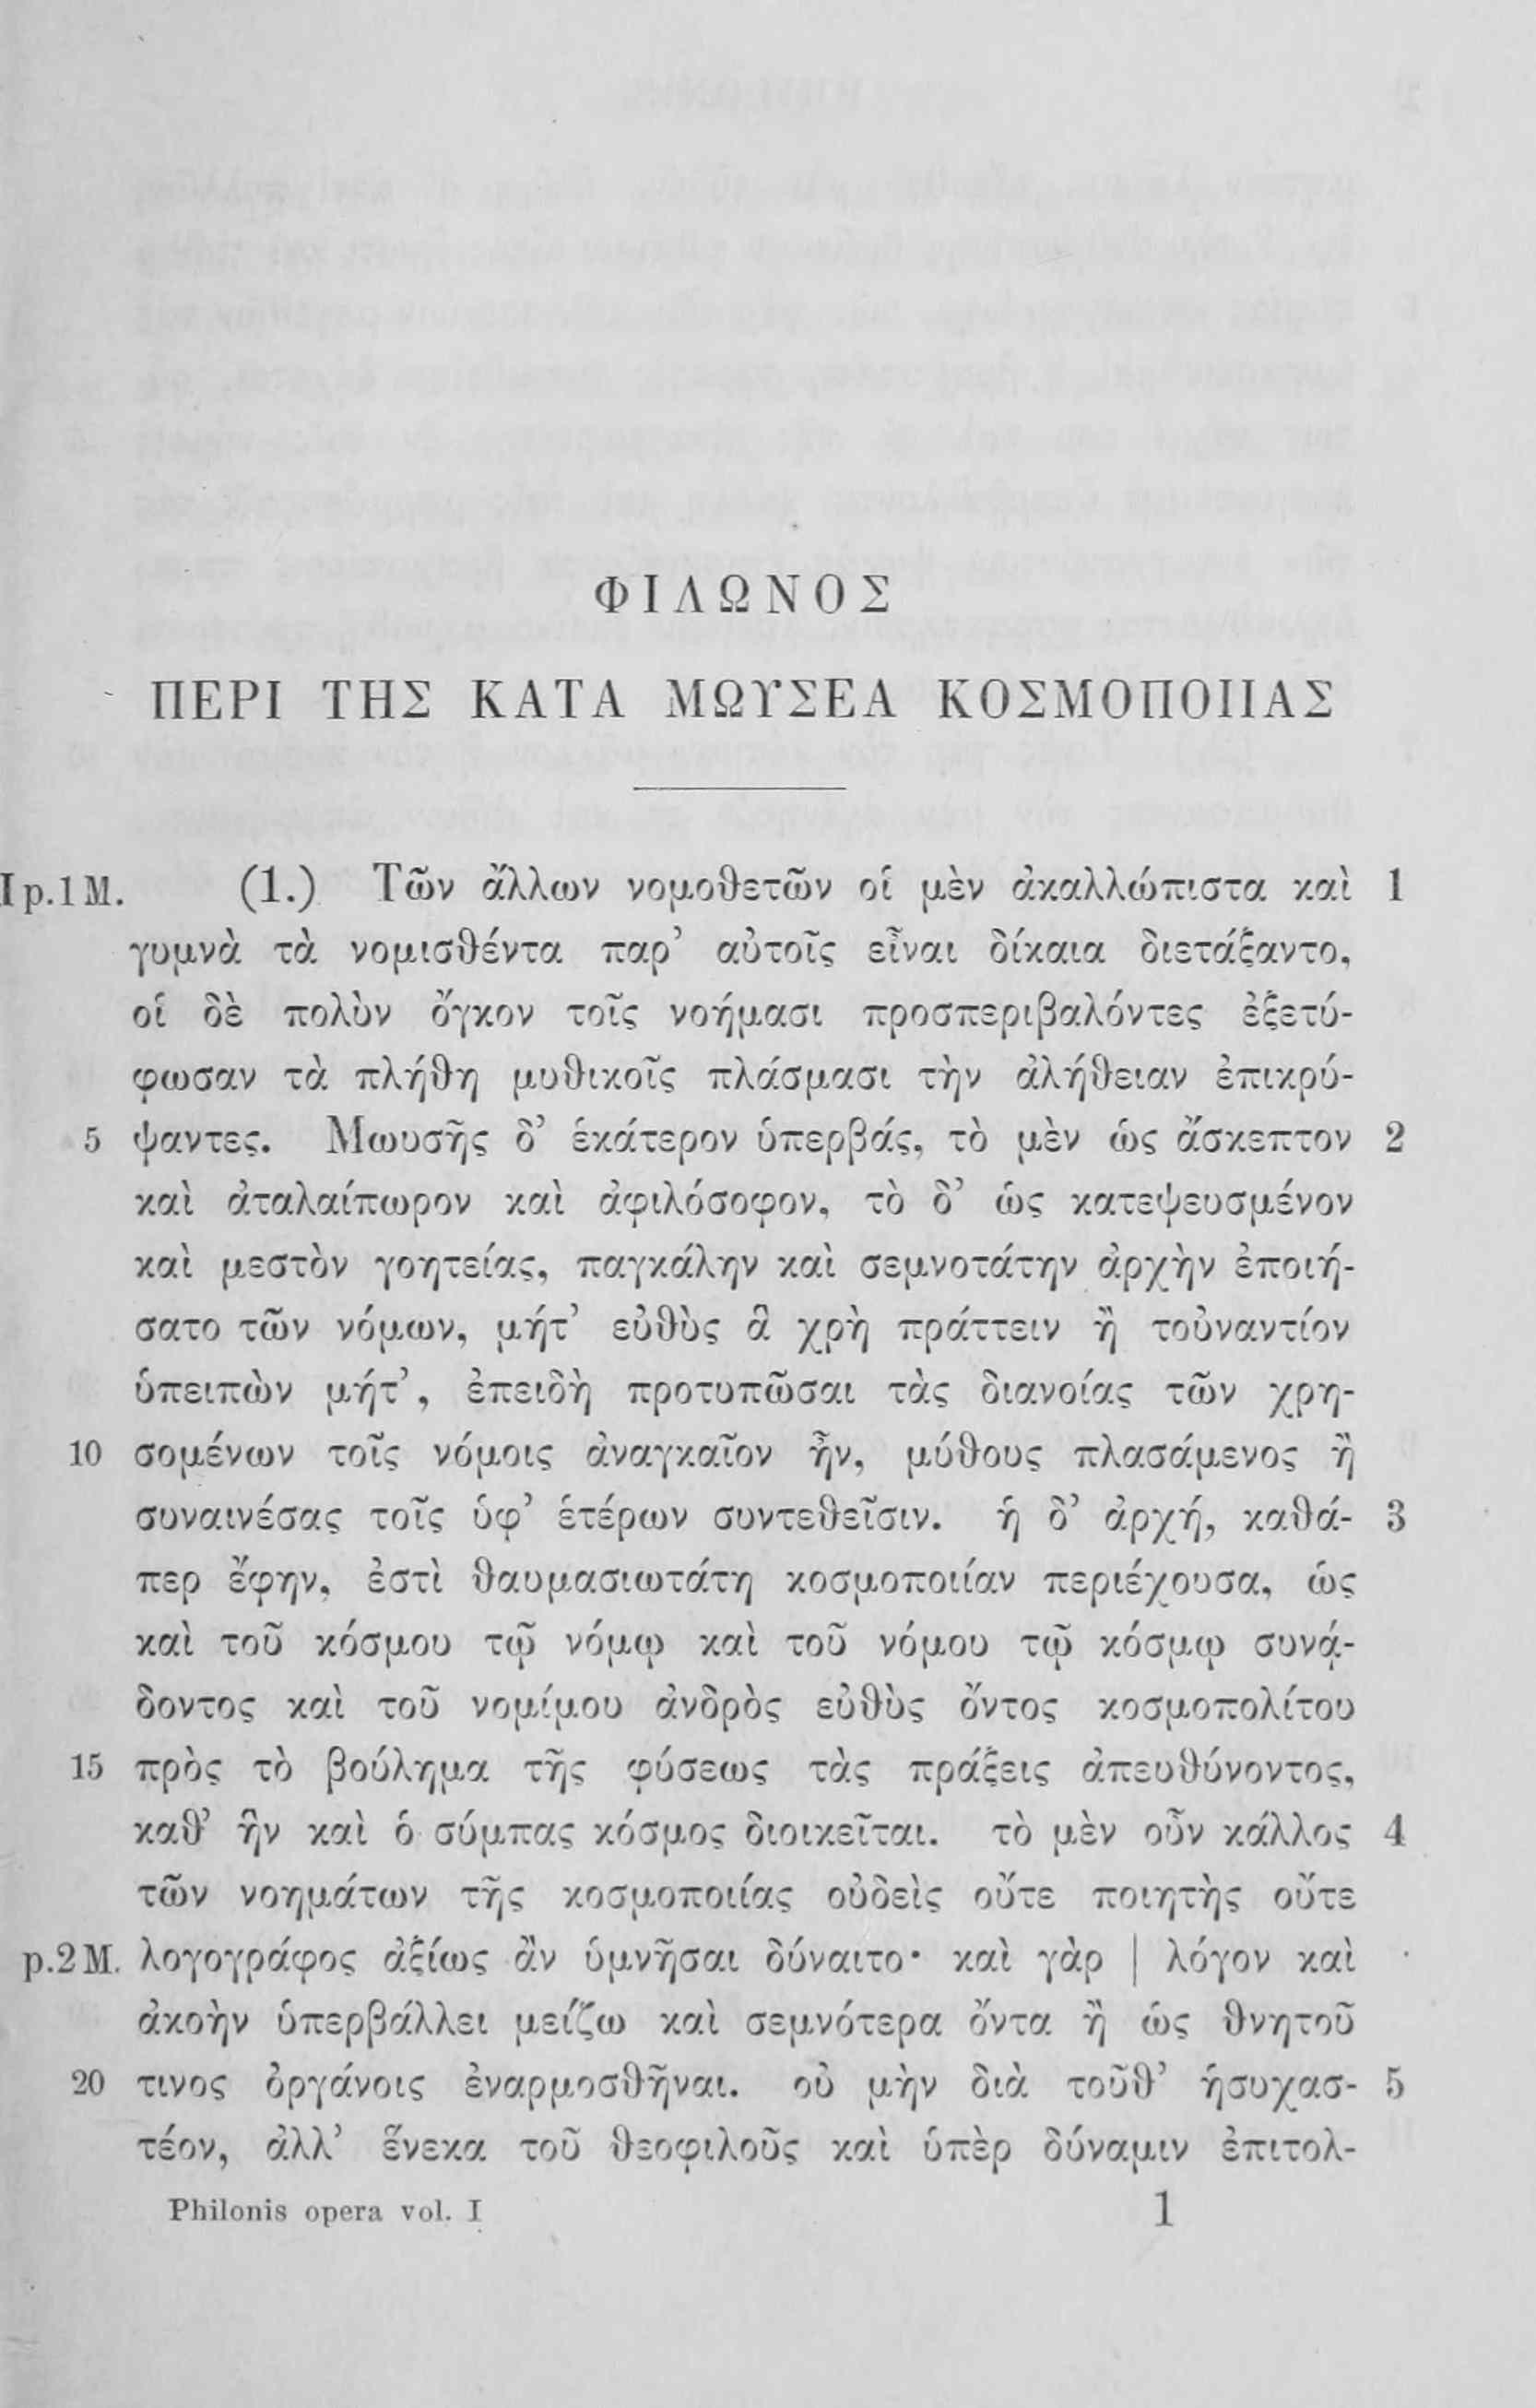 ΦΙΛΩΝΟΣ
ΠΕΡΙ ΤΗΣ ΚΑΤΑ ΜΩΥΣΕΑ ΚΟΣΜΟΠΟΙΙΑΣ
I p. 1 M. (1.) Τῶν ἄλλων νομοθετῶν οἱ μὲν ἀκαλλώπιστα καὶ 1
γυμνὰ τὰ νομισθέντα παρ’ αὐτοῖς εἶναι δίκαια διετάξαντο,
οἱ δὲ πολὺν ὄγκον τοῖς νοήμασι προσπεριβαλόντες ἐξετύ-
φωσαν τὰ πλήθη μυθικοῖς πλάσμασι τὴν ἀλήθειαν ἐπικρύ-
5 ψαντες. Μωυσῆς δ’ ἑκάτερον ὑπερβάς, τὸ μὲν ὡς ἄσκεπτον 2
καὶ ἀταλαίπωρον καὶ ἀφιλόσοφον, τὸ δ’ ὡς κατεψευσμένον
καὶ μεστὸν γοητείας, παγκάλην καὶ σεμνοτάτην ἀρχὴν ἐποιή-
σατο τῶν νόμων, μήτ’ εὐθὺς ἃ χρὴ πράττειν ἢ τοὐναντίον
ὑπειπὼν μήτ’, ἐπειδὴ προτυπῶσαι τὰς διανοίας τῶν χρη-
10 σομένων τοῖς νόμοις ἀναγκαῖον ἦν, μύθους πλασάμενος ἢ
συναινέσας τοῖς ὑφ’ ἑτέρων συντεθεῖσιν. ἡ δ’ ἀρχή, καθά- 3
περ ἔφην, ἐστὶ θαυμασιωτάτη κοσμοποιίαν περιέχουσα, ὡς
καὶ τοῦ κόσμου τῷ νόμῳ καὶ τοῦ νόμου τῷ κόσμῳ συνᾴ-
δοντος καὶ τοῦ νομίμου ἀνδρὸς εὐθὺς ὄντος κοσμοπολίτου
15 πρὸς τὸ βούλημα τῆς φύσεως τὰς πράξεις ἀπευθύνοντος,
καθ’ ἣν καὶ ὁ σύμπας κόσμος διοικεῖται. τὸ μὲν οὖν κάλλος 4
τῶν νοημάτων τῆς κοσμοποιίας οὐδεὶς οὔτε ποιητὴς οὔτε
p. 2 M. λογογράφος ἀξίως ἂν ὑμνῆσαι δύναιτο· καὶ γὰρ | λόγον καὶ
ἀκοὴν ὑπερβάλλει μείζω καὶ σεμνότερα ὄντα ἢ ὡς θνητοῦ
20 τινος ὀργάνοις ἐναρμοσθῆναι. οὐ μὴν διὰ τοῦθ’ ἡσυχασ- 5
τέον, ἀλλ’ ἕνεκα τοῦ θεοφιλοῦς καὶ ὑπὲρ δύναμιν ἐπιτολ-
Philonis opera vol. I 1